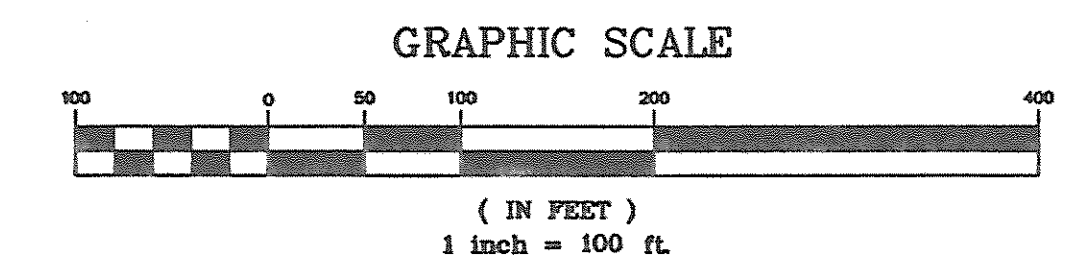 GRAPHIC SCALE
100 0 50 100 200 400
( IN FEET )
1 inch = 100 ft.